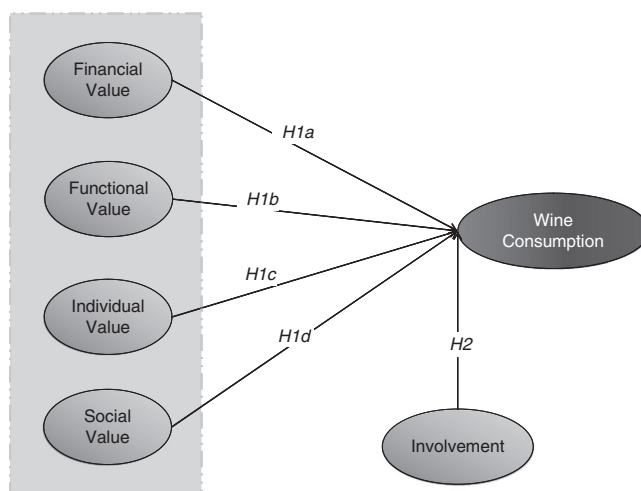 Financial
Value
H1a
Functional
Value
H1b
Wine
Consumption
Individual
Value
H1c
H1d
H2
Social
Value
Involvement